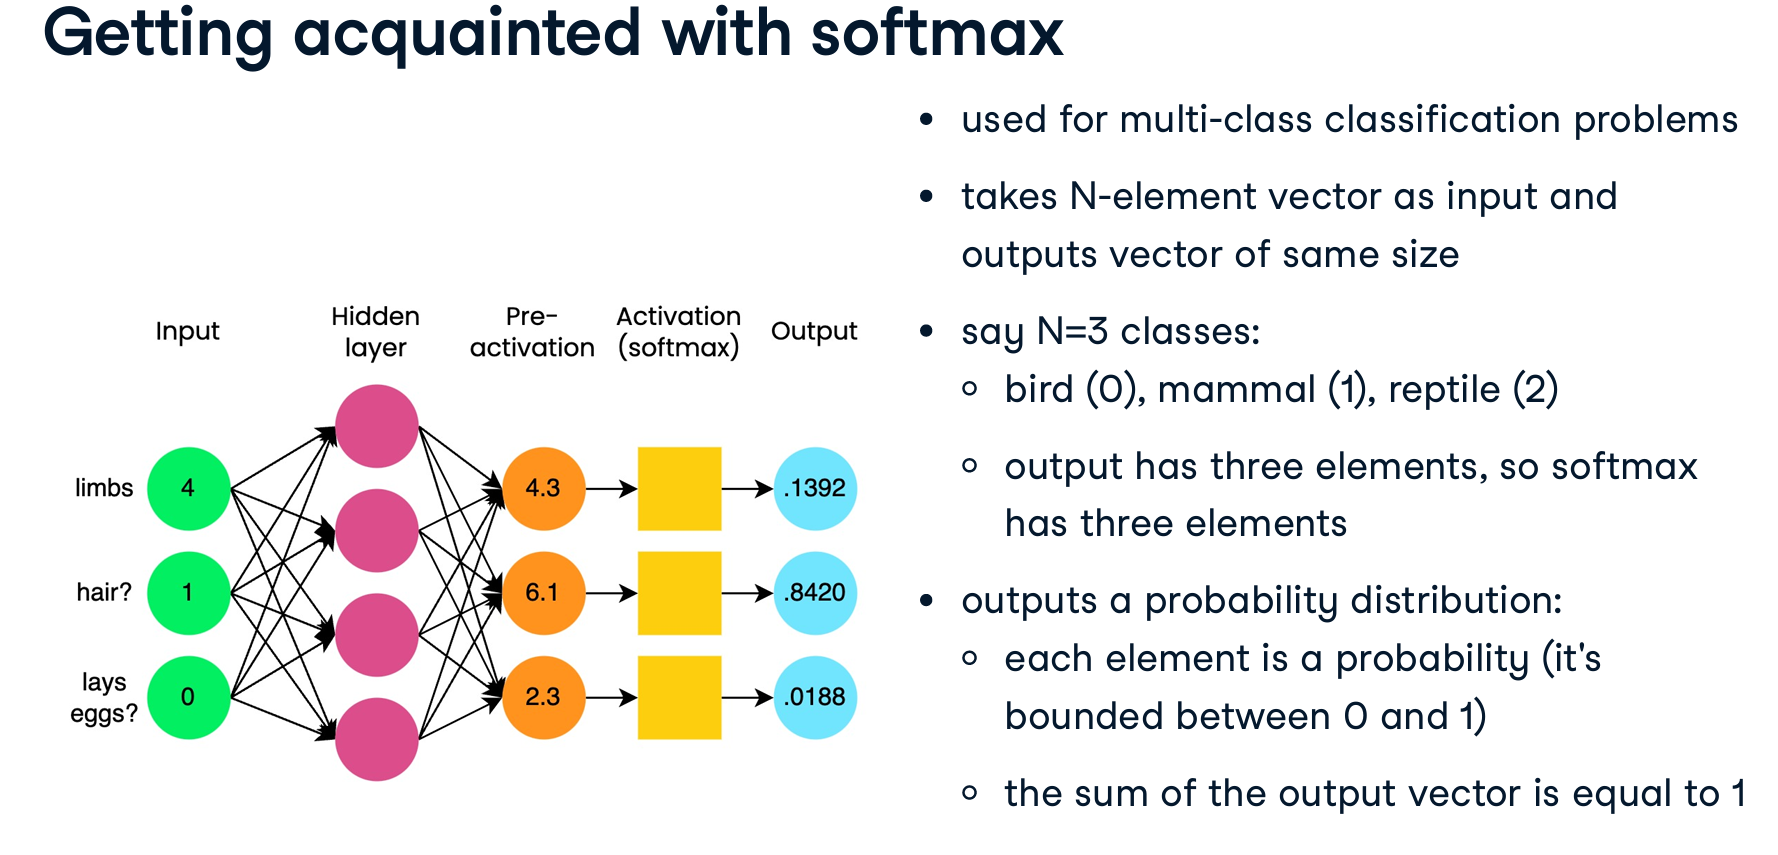 Getting acquainted with softmax
Input
Hidden
layer
Pre-
activation
Activation
(softmax)
Output
limbs
4
4.3
.1392
hair?
1
6.1
.8420
lays
eggs?
0
2.3
.0188
• used for multi-class classification problems
• takes N-element vector as input and
outputs vector of same size
• say N=3 classes:
○ bird (0), mammal (1), reptile (2)
○ output has three elements, so softmax
has three elements
• outputs a probability distribution:
○ each element is a probability (it's
bounded between 0 and 1)
○ the sum of the output vector is equal to 1